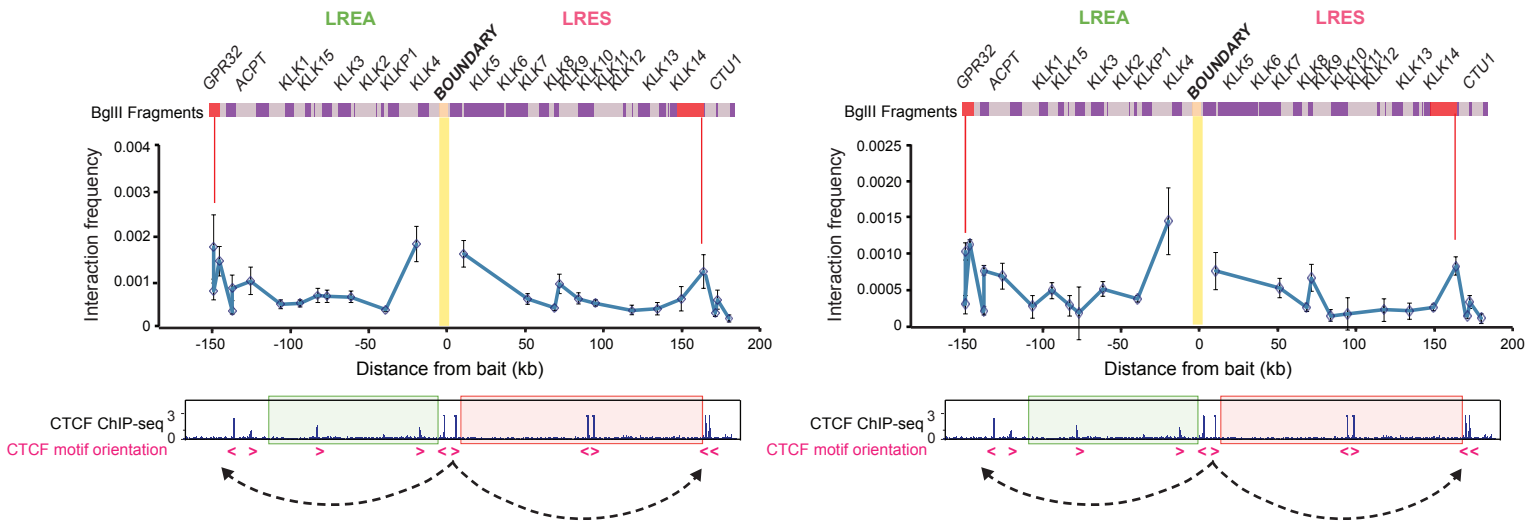 LREA LRES
GPR32 ACPT KLK1 KLK15 KLK3 KLK2 KLKP1 KLK4 BOUNDARY KLK5 KLK6 KLK7 KLK8 KLK9 KLK10 KLK11 KLK12 KLK13 KLK14 CTU1
BglII Fragments
Interaction frequency
0.004
0.003
0.002
0.001
0
-150 -100 -50 0 50 100 150 200
Distance from bait (kb)
CTCF ChIP-seq 3
0
CTCF motif orientation < > > > < > < > < <
LREA LRES
GPR32 ACPT KLK1 KLK15 KLK3 KLK2 KLKP1 KLK4 BOUNDARY KLK5 KLK6 KLK7 KLK8 KLK9 KLK10 KLK11 KLK12 KLK13 KLK14 CTU1
BglII Fragments
Interaction frequency
0.0025
0.0020
0.0015
0.0010
0.0005
0
-150 -100 -50 0 50 100 150 200
Distance from bait (kb)
CTCF ChIP-seq 3
0
CTCF motif orientation < > > > < > < > < <